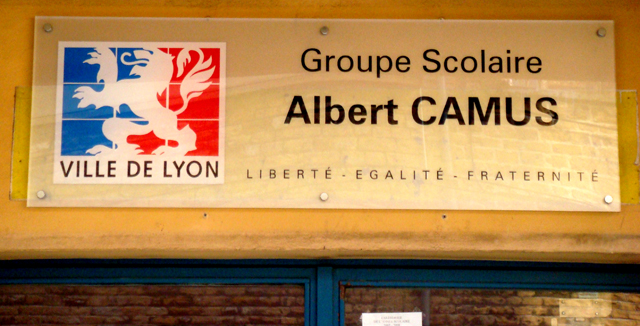 Groupe Scolaire
Albert CAMUS
VILLE DE LYON
LIBERTÉ - EGALITÉ - FRATERNITÉ